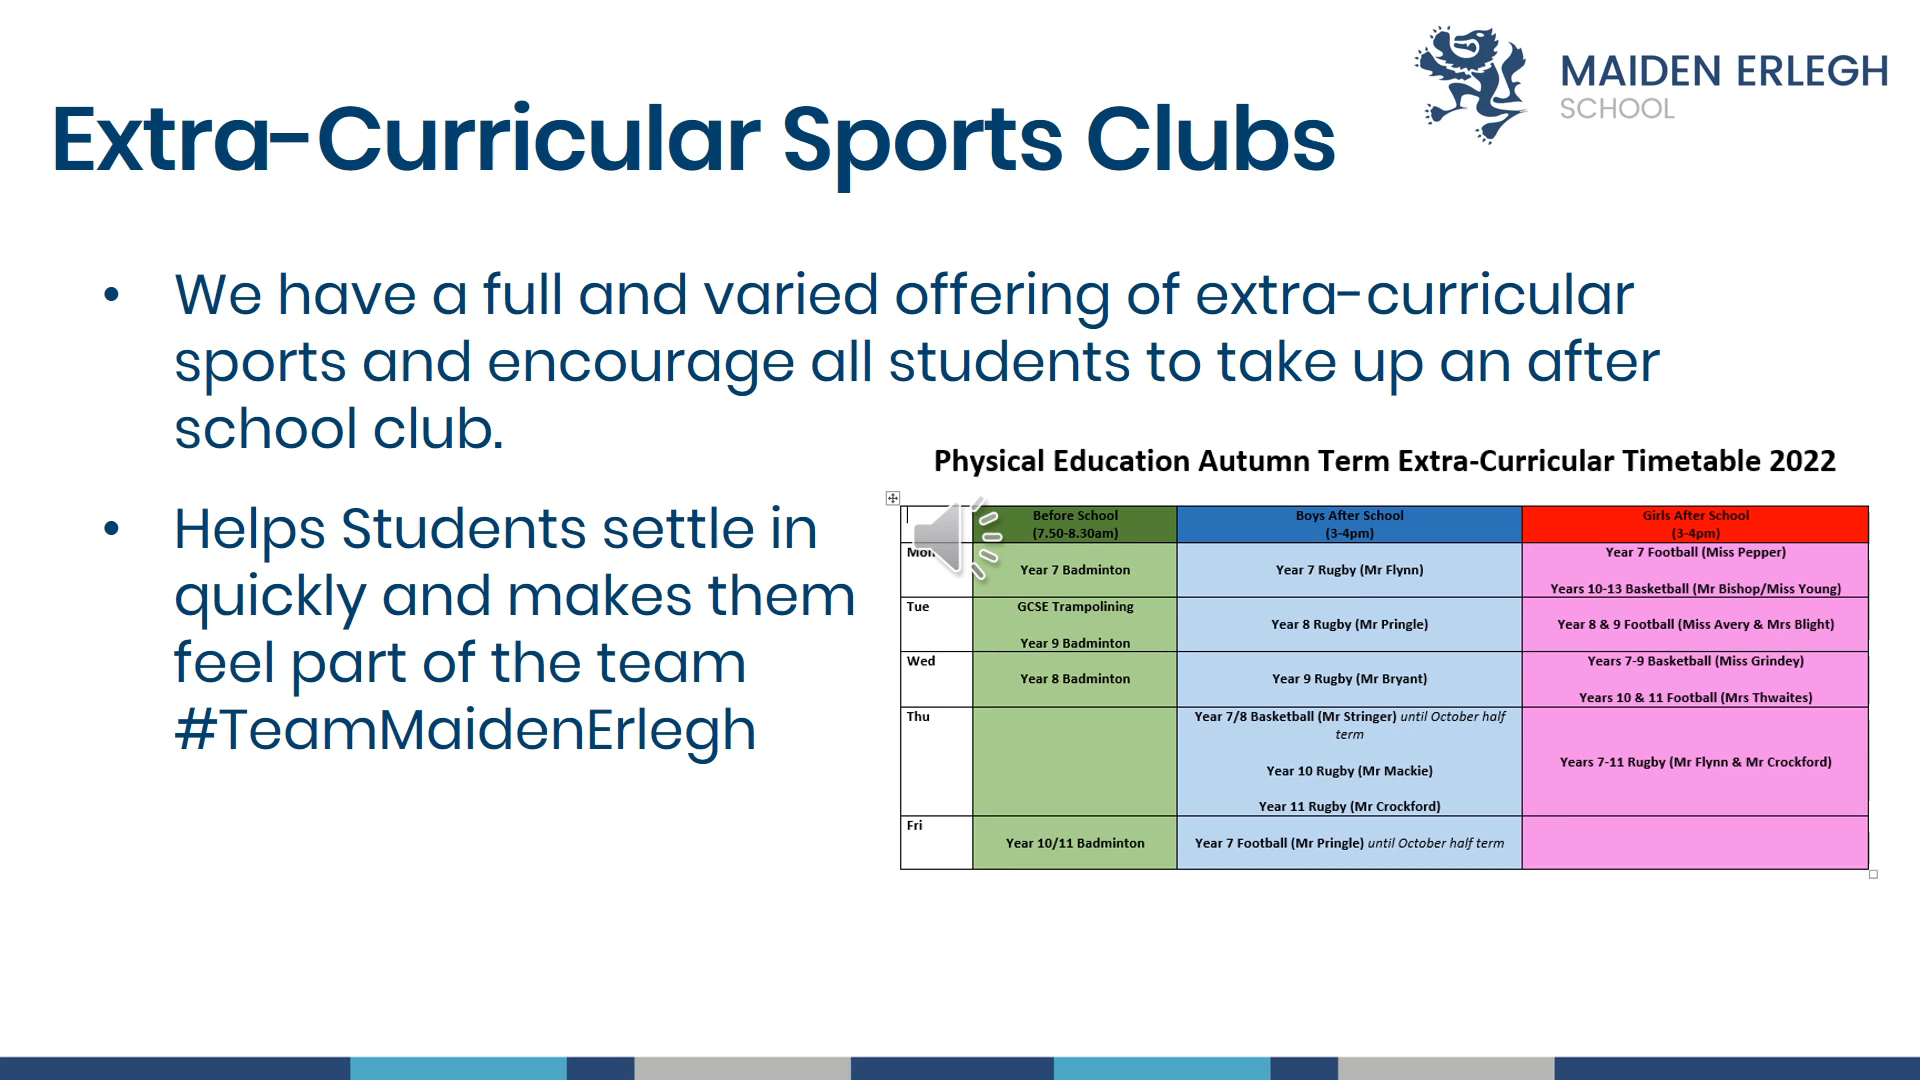 MAIDEN ERLEGH
SCHOOL
Extra-Curricular Sports Clubs
• We have a full and varied offering of extra-curricular
sports and encourage all students to take up an after
school club.
• Helps Students settle in
quickly and makes them
feel part of the team
#TeamMaidenErlegh
Physical Education Autumn Term Extra-Curricular Timetable 2022
Before School
(7.50-8.30am)
Boys After School
(3-4pm)
Girls After School
(3-4pm)
Mon
Year 7 Badminton
Year 7 Rugby (Mr Flynn)
Year 7 Football (Miss Pepper)
Years 10-13 Basketball (Mr Bishop/Miss Young)
Tue
GCSE Trampolining
Year 9 Badminton
Year 8 Rugby (Mr Pringle)
Year 8 & 9 Football (Miss Avery & Mrs Blight)
Wed
Year 8 Badminton
Year 9 Rugby (Mr Bryant)
Years 7-9 Basketball (Miss Grindey)
Years 10 & 11 Football (Mrs Thwaites)
Thu
Year 7/8 Basketball (Mr Stringer) until October half
term
Year 10 Rugby (Mr Mackie)
Year 11 Rugby (Mr Crockford)
Years 7-11 Rugby (Mr Flynn & Mr Crockford)
Fri
Year 10/11 Badminton
Year 7 Football (Mr Pringle) until October half term